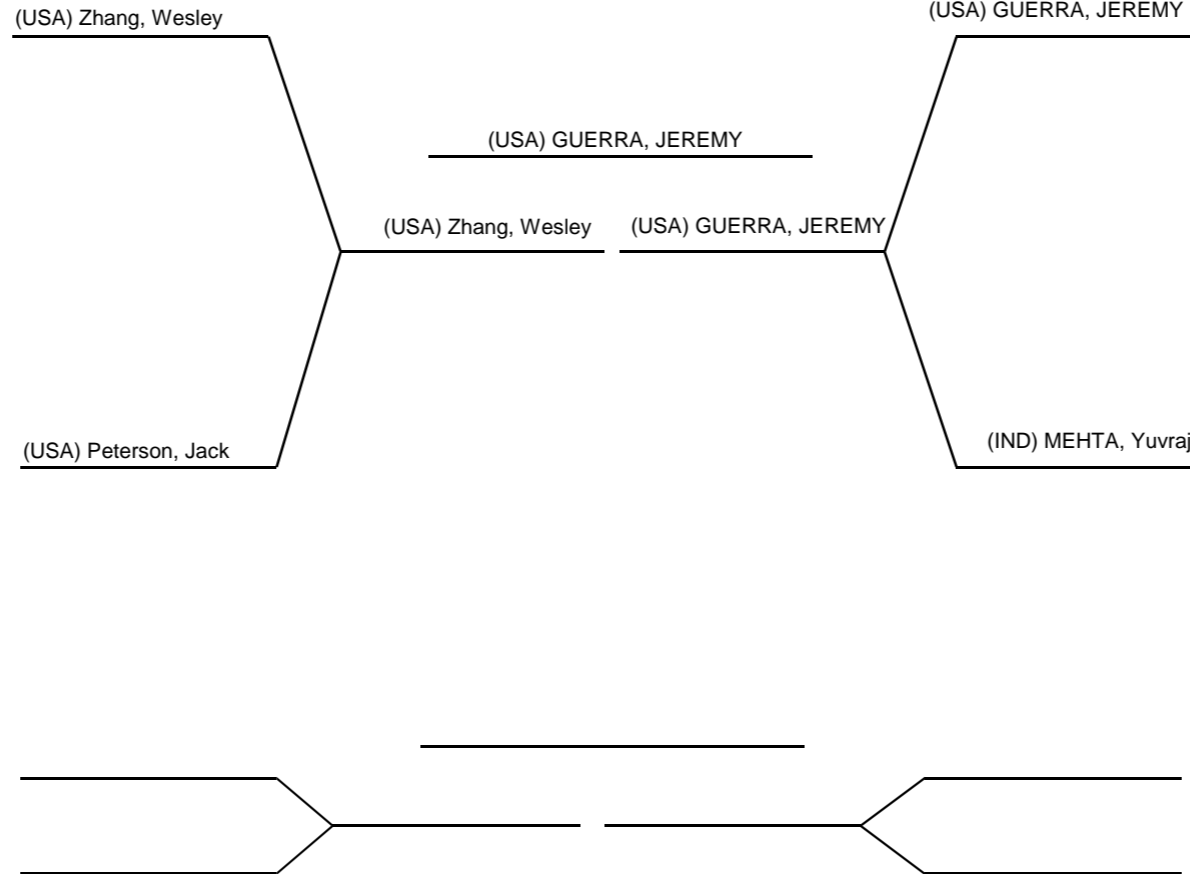 (USA) Zhang, Wesley
(USA) GUERRA, JEREMY
(USA) GUERRA, JEREMY
(USA) Zhang, Wesley
(USA) GUERRA, JEREMY
(USA) Peterson, Jack
(IND) MEHTA, Yuvraj